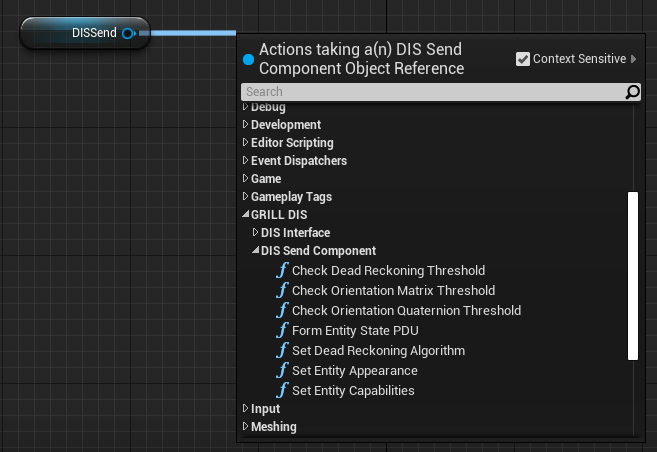 DISSend
Actions taking a(n) DIS Send
Component Object Reference
Context Sensitive
Search
Debug
Development
Editor Scripting
Event Dispatchers
Game
Gameplay Tags
GRILL DIS
DIS Interface
DIS Send Component
f Check Dead Reckoning Threshold
f Check Orientation Matrix Threshold
f Check Orientation Quaternion Threshold
f Form Entity State PDU
f Set Dead Reckoning Algorithm
f Set Entity Appearance
f Set Entity Capabilities
Input
Meshing